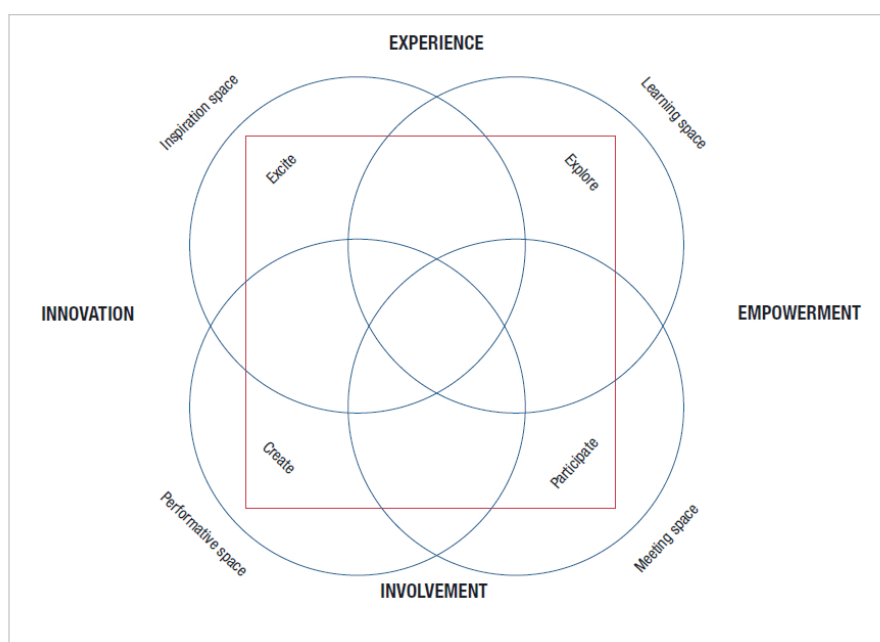 EXPERIENCE
Inspiration space
Learning space
Excite
Explore
INNOVATION
EMPOWERMENT
Create
Participate
Performative space
Meeting space
INVOLVEMENT